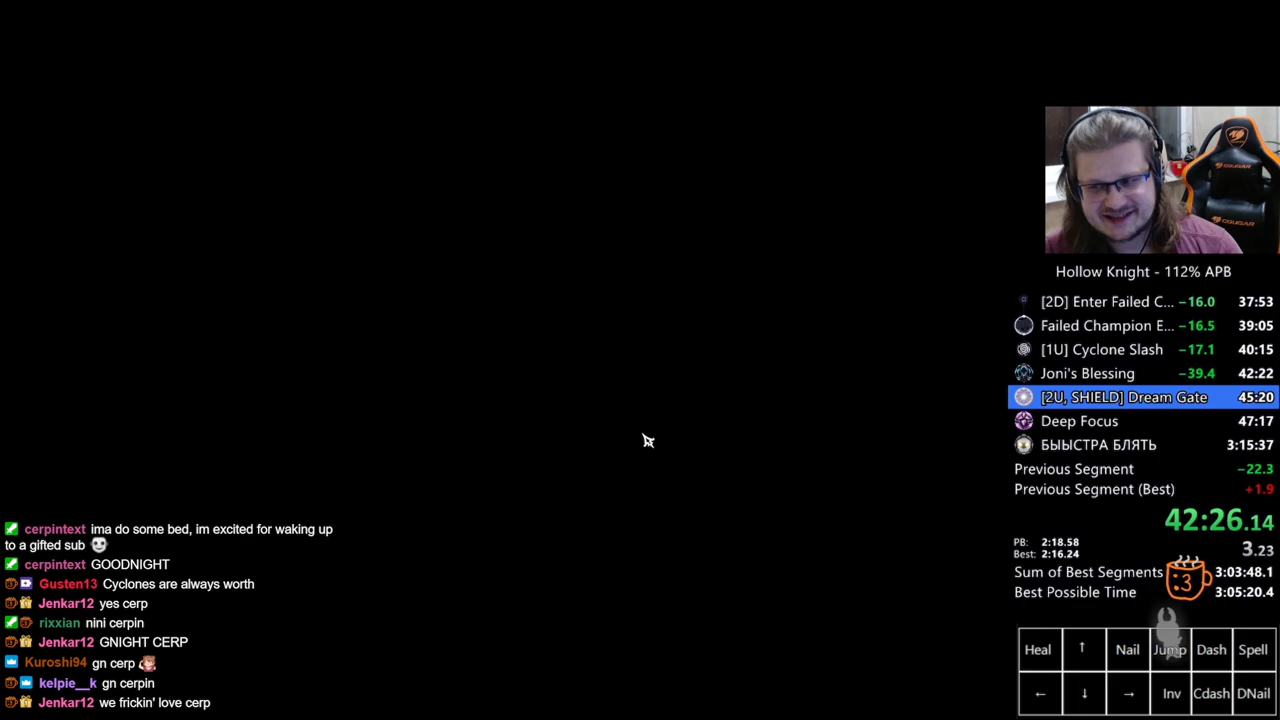 COUGAR
COUGAR
Hollow Knight - 112% APB
[2D] Enter Failed C... −16.0 37:53
Failed Champion E... −16.5 39:05
[1U] Cyclone Slash −17.1 40:15
Joni's Blessing −39.4 42:22
[2U, SHIELD] Dream Gate 45:20
Deep Focus 47:17
БЫЫСТРА БЛЯТЬ 3:15:37
Previous Segment −22.3
Previous Segment (Best) +1.9
42:26.14
PB: 2:18.58 3.23
Best: 2:16.24
Sum of Best Segments 3:03:48.1
Best Possible Time 3:05:20.4
:3
Heal ↑ Nail Jump Dash Spell
← ↓ → Inv Cdash DNail
cerpintext ima do some bed, im excited for waking up
to a gifted sub
cerpintext GOODNIGHT
Gusten13 Cyclones are always worth
Jenkar12 yes cerp
rixxian nini cerpin
Jenkar12 GNIGHT CERP
Kuroshi94 gn cerp
kelpie__k gn cerpin
Jenkar12 we frickin' love cerp